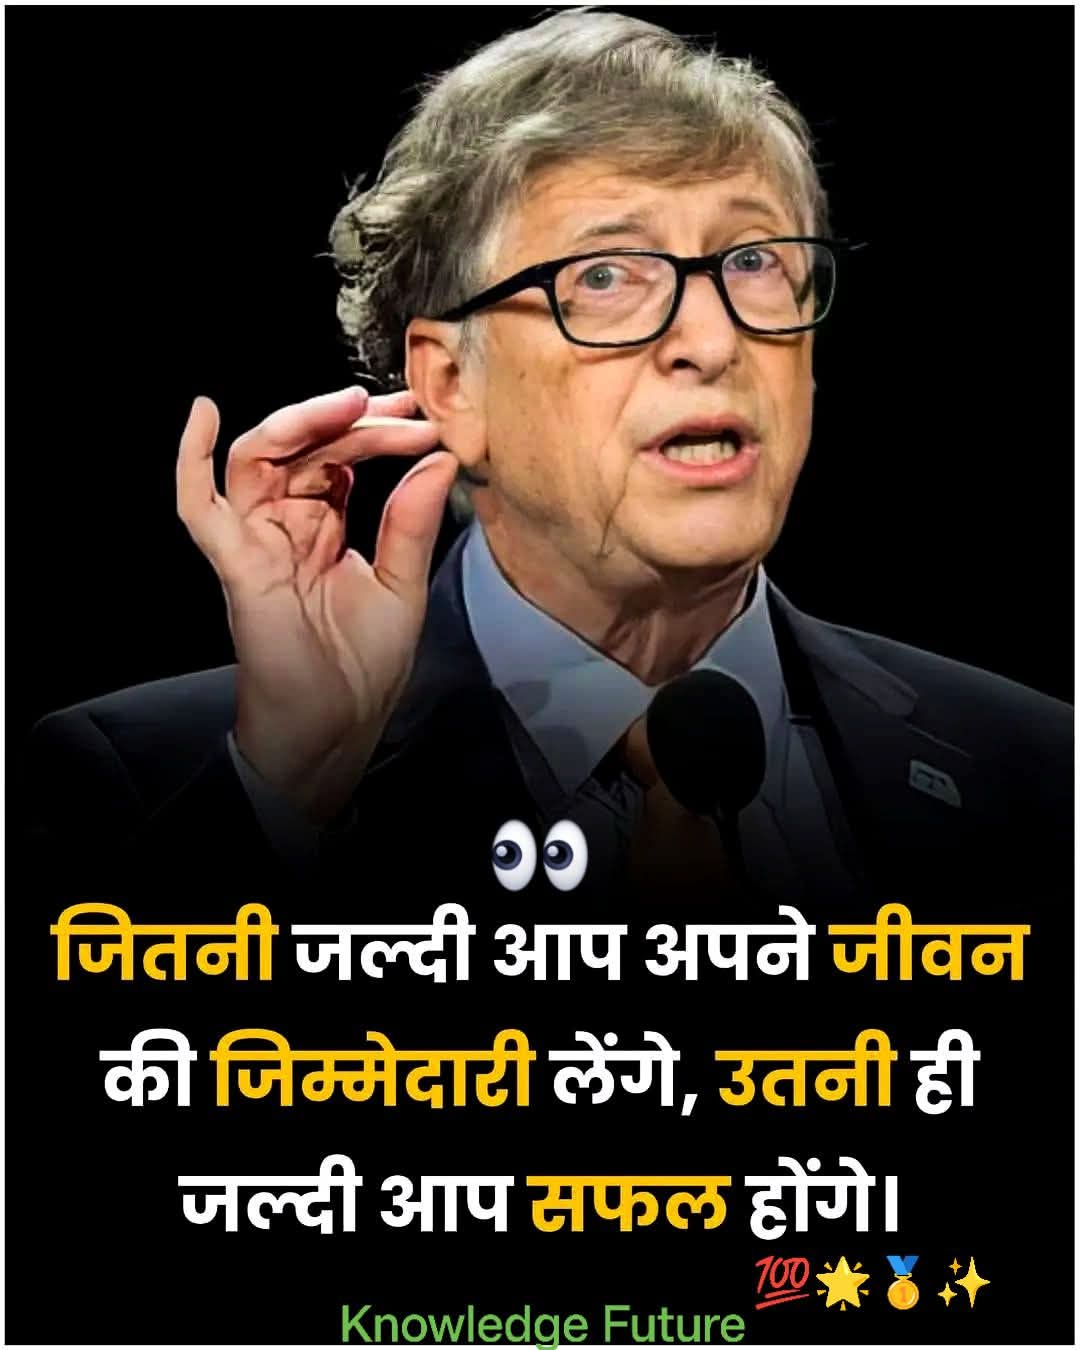 जितनी जल्दी आप अपने जीवन
की जिम्मेदारी लेंगे, उतनी ही
जल्दी आप सफल होंगे।
💯🌟🥇✨
Knowledge Future